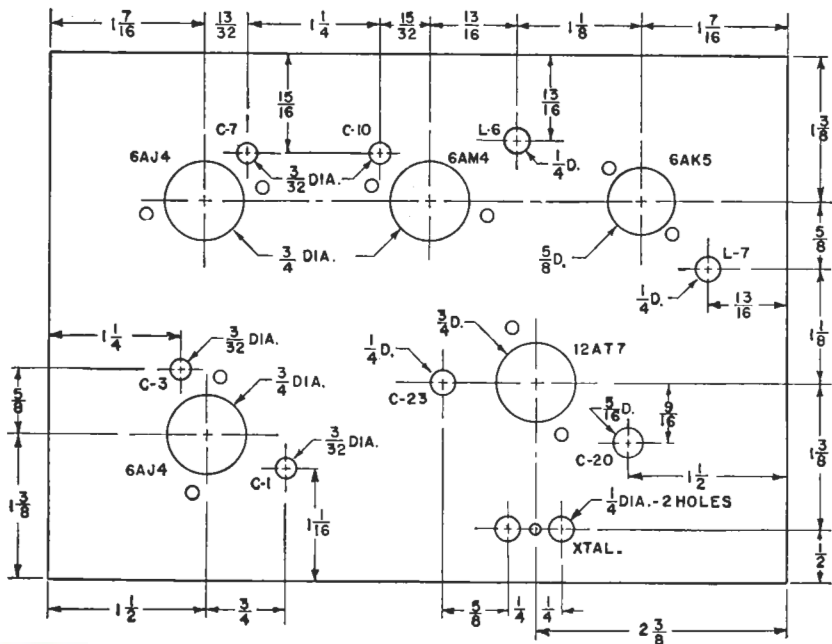 1 7/16
13/32
1 1/4
15/32
13/16
1 1/8
1 7/16
15/16
13/16
1 3/8
C-7
C-10
L-6
6AJ4
3/32 DIA.
6AM4
1/4 D.
6AK5
5/8
3/4 DIA.
5/8 D.
L-7
1/4 D.
13/16
1 1/4
3/32 DIA.
3/4 D.
1 1/8
C-3
3/4 DIA.
1/4 D.
12AT7
5/8
C-23
5/16 D.
9/16
3/32 DIA.
1 3/8
6AJ4
C-1
C-20
1 1/2
1 3/8
1 1/16
1/4 DIA.-2 HOLES
XTAL.
1/2
1 1/2
3/4
5/8
1/4
1/4
2 3/8